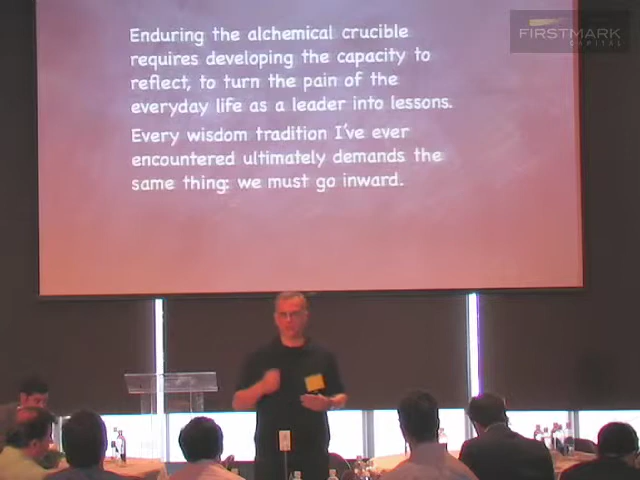 Enduring the alchemical crucible
requires developing the capacity to
reflect, to turn the pain of the
everyday life as a leader into lessons.
Every wisdom tradition I've ever
encountered ultimately demands the
same thing: we must go inward.
FIRSTMARK
CAPITAL